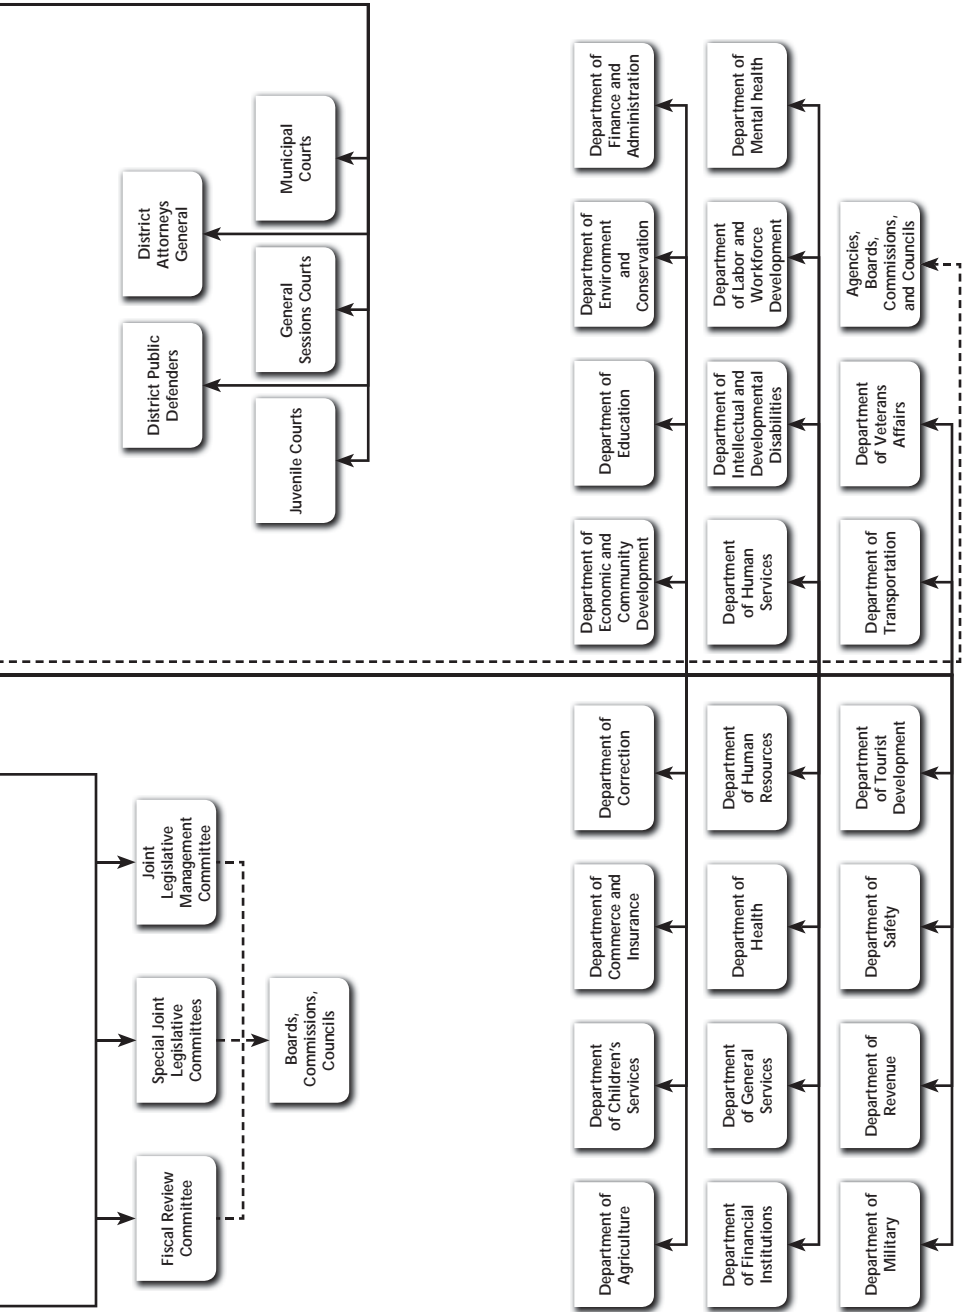 Fiscal Review
Committee
Special Joint
Legislative
Committees
Joint
Legislative
Management
Committee
Boards,
Commissions,
Councils
District Public
Defenders
District
Attorneys
General
Juvenile Courts
General
Sessions Courts
Municipal
Courts
Department of
Agriculture
Department
of Children's
Services
Department of
Commerce and
Insurance
Department of
Correction
Department of
Economic and
Community
Development
Department of
Education
Department of
Environment
and
Conservation
Department of
Finance and
Administration
Department
of Financial
Institutions
Department
of General
Services
Department of
Health
Department
of Human
Resources
Department
of Human
Services
Department of
Intellectual and
Developmental
Disabilities
Department
of Labor and
Workforce
Development
Department of
Mental health
Department of
Military
Department of
Revenue
Department of
Safety
Department
of Tourist
Development
Department of
Transportation
Department
of Veterans
Affairs
Agencies,
Boards,
Commissions,
and Councils